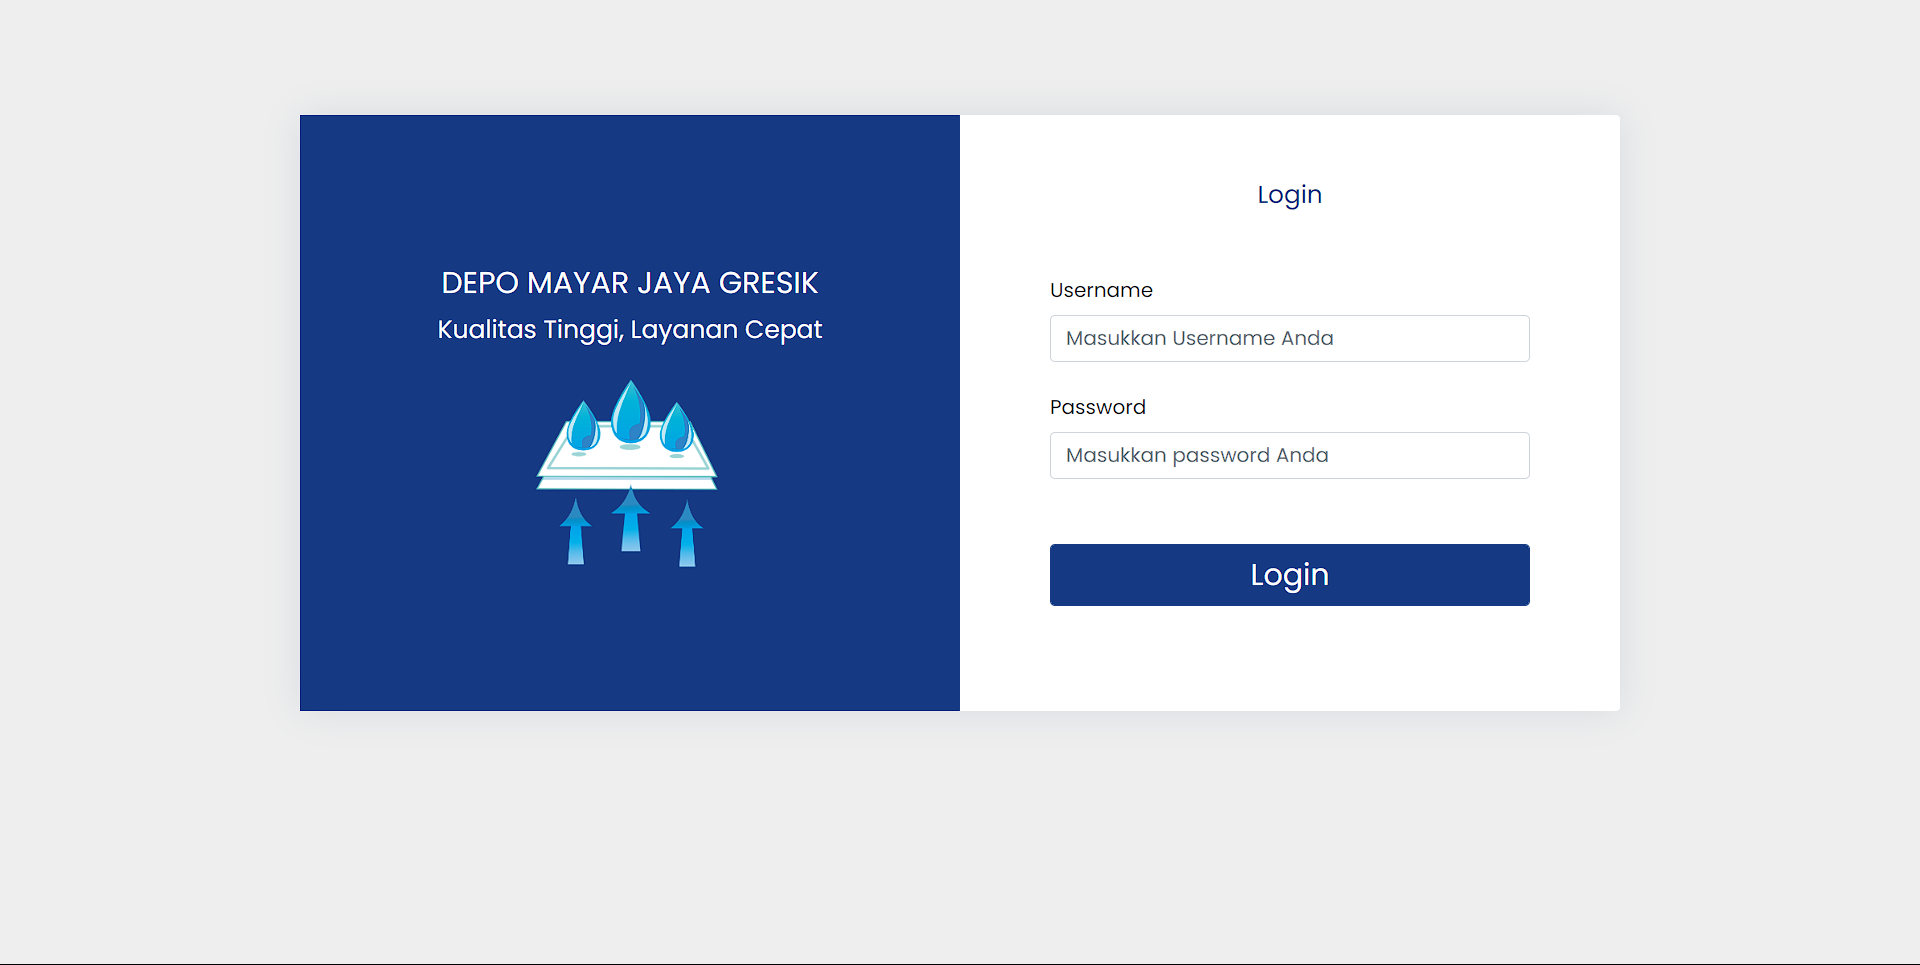 DEPO MAYAR JAYA GRESIK
Kualitas Tinggi, Layanan Cepat
Login
Username
Masukkan Username Anda
Password
Masukkan password Anda
Login